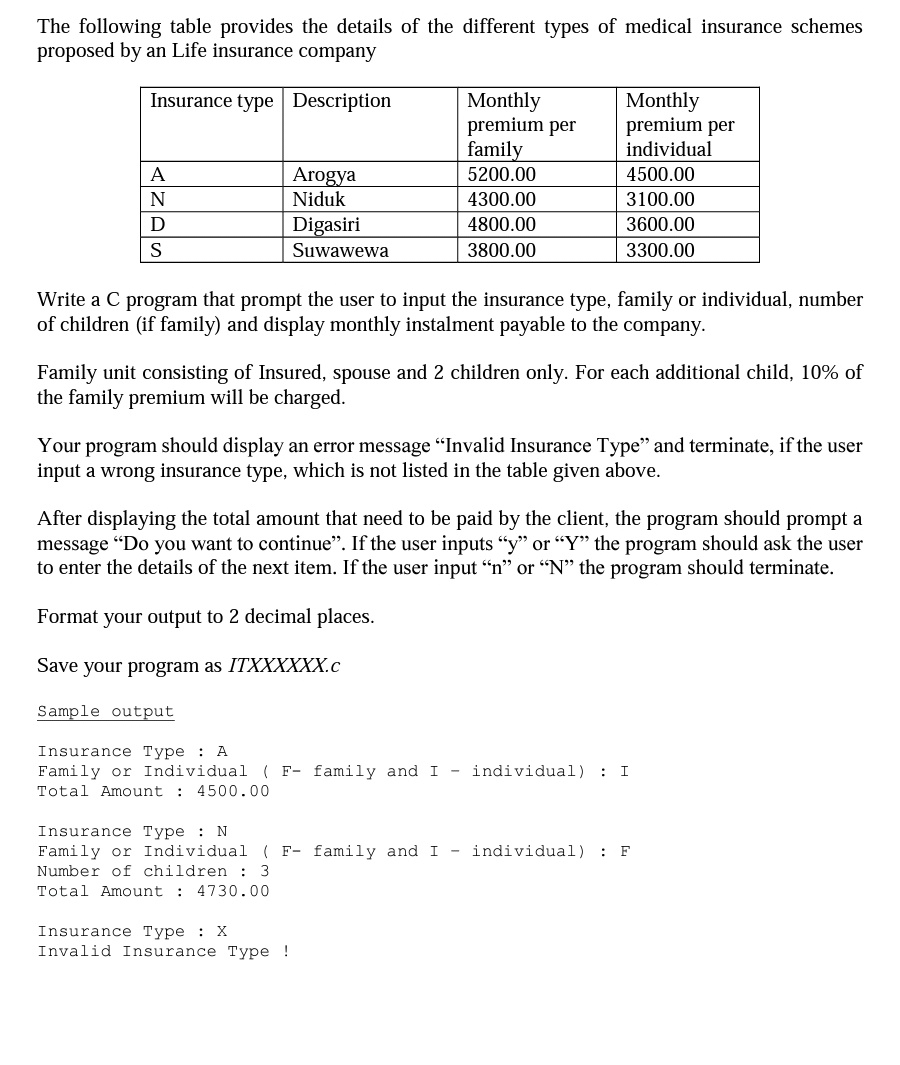 The following table provides the details of the different types of medical insurance schemes
proposed by an Life insurance company
Insurance type Description Monthly premium per family Monthly premium per individual
A Arogya 5200.00 4500.00
N Niduk 4300.00 3100.00
D Digasiri 4800.00 3600.00
S Suwawewa 3800.00 3300.00
Write a C program that prompt the user to input the insurance type, family or individual, number
of children (if family) and display monthly instalment payable to the company.
Family unit consisting of Insured, spouse and 2 children only. For each additional child, 10% of
the family premium will be charged.
Your program should display an error message “Invalid Insurance Type” and terminate, if the user
input a wrong insurance type, which is not listed in the table given above.
After displaying the total amount that need to be paid by the client, the program should prompt a
message “Do you want to continue”. If the user inputs “y” or “Y” the program should ask the user
to enter the details of the next item. If the user input “n” or “N” the program should terminate.
Format your output to 2 decimal places.
Save your program as ITXXXXXX.c
Sample output
Insurance Type : A
Family or Individual ( F- family and I – individual) : I
Total Amount : 4500.00
Insurance Type : N
Family or Individual ( F- family and I – individual) : F
Number of children : 3
Total Amount : 4730.00
Insurance Type : X
Invalid Insurance Type !